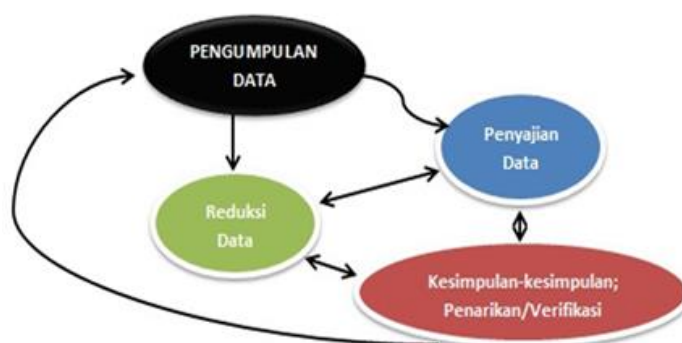 PENGUMPULAN
DATA
Penyajian
Data
Reduksi
Data
Kesimpulan-kesimpulan;
Penarikan/Verifikasi